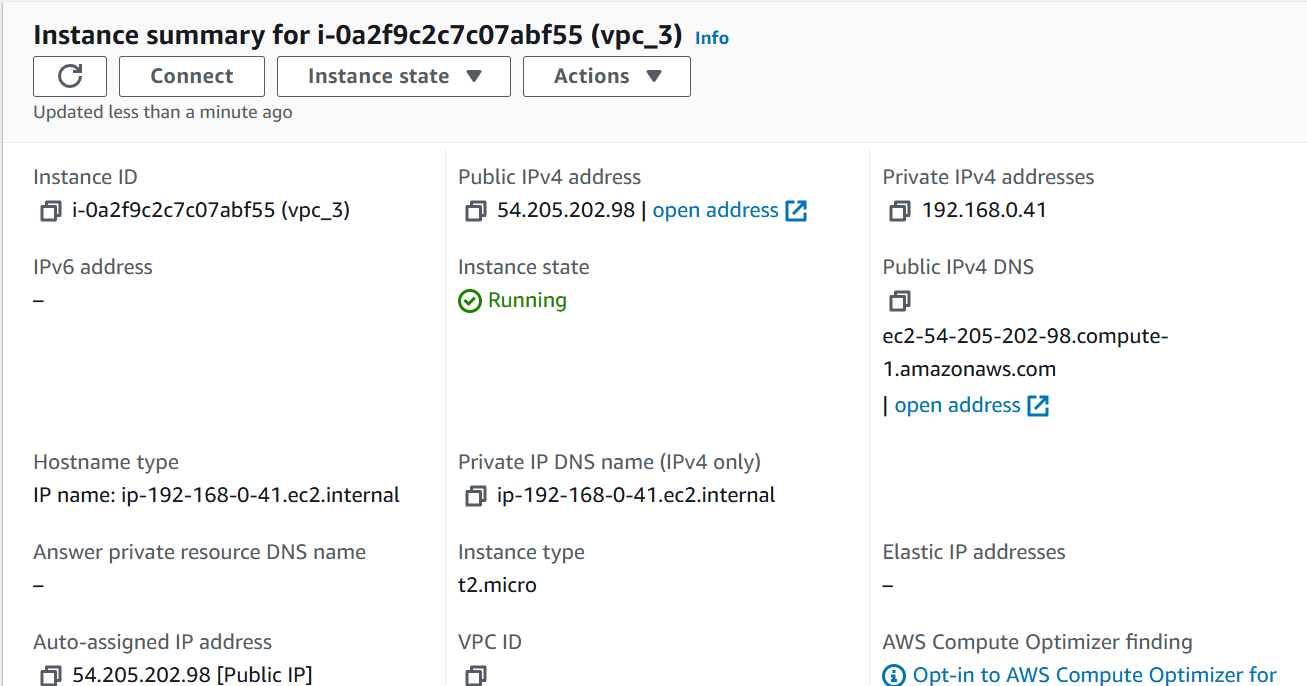 Instance summary for i-0a2f9c2c7c07abf55 (vpc_3) Info
Connect
Instance state
Actions
Updated less than a minute ago
Instance ID
i-0a2f9c2c7c07abf55 (vpc_3)
Public IPv4 address
54.205.202.98 | open address
Private IPv4 addresses
192.168.0.41
IPv6 address
–
Instance state
Running
Public IPv4 DNS
ec2-54-205-202-98.compute-
1.amazonaws.com
| open address
Hostname type
IP name: ip-192-168-0-41.ec2.internal
Private IP DNS name (IPv4 only)
ip-192-168-0-41.ec2.internal
Answer private resource DNS name
–
Instance type
t2.micro
Elastic IP addresses
–
Auto-assigned IP address
54.205.202.98 [Public IP]
VPC ID
AWS Compute Optimizer finding
Opt-in to AWS Compute Optimizer for